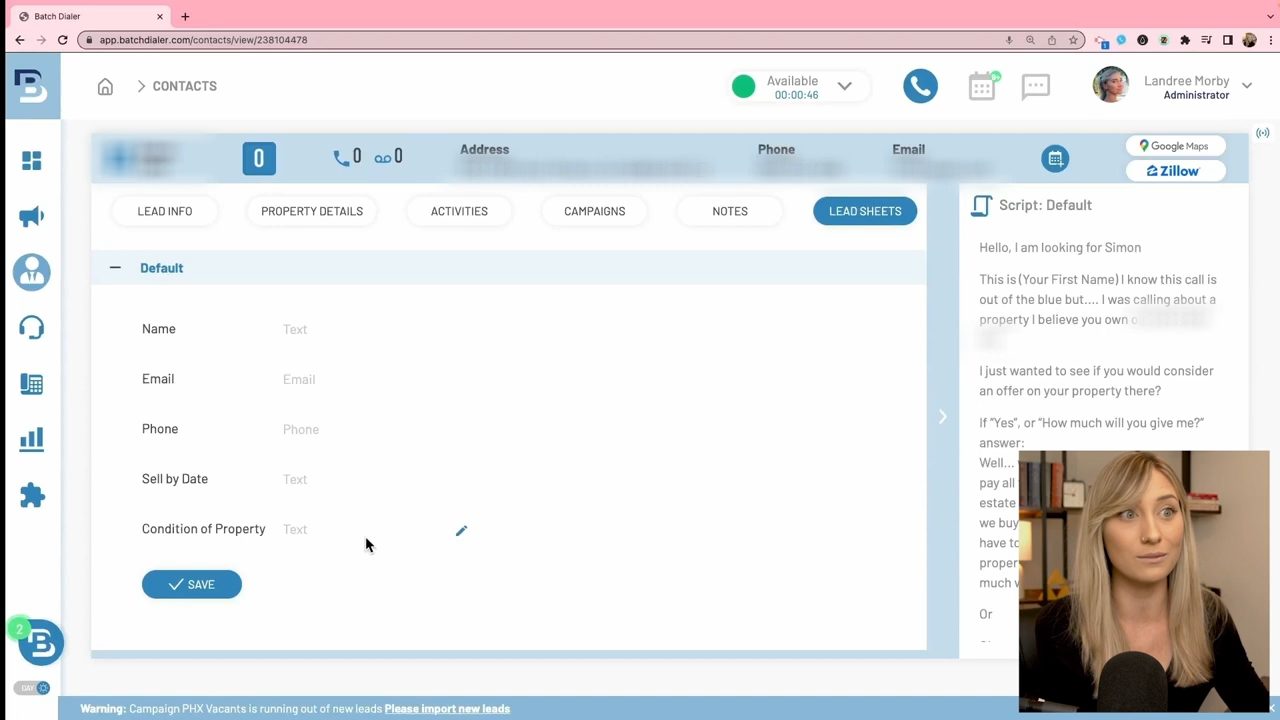 Batch Dialer
app.batchdialer.com/contacts/view/238104478
CONTACTS
Available
00:00:46
9+
Landree Morby
Administrator
0
0
0
Address
Phone
Email
Google Maps
Zillow
LEAD INFO
PROPERTY DETAILS
ACTIVITIES
CAMPAIGNS
NOTES
LEAD SHEETS
Default
Name
Text
Email
Email
Phone
Phone
Sell by Date
Text
Condition of Property
Text
SAVE
Script: Default
Hello, I am looking for Simon
This is (Your First Name) I know this call is
out of the blue but.... I was calling about a
property I believe you own
I just wanted to see if you would consider
an offer on your property there?
If "Yes", or "How much will you give me?"
answer:
Well...
pay all
estate
we buy
have to
proper
much w
Or
2
DAY
Warning: Campaign PHX Vacants is running out of new leads Please import new leads